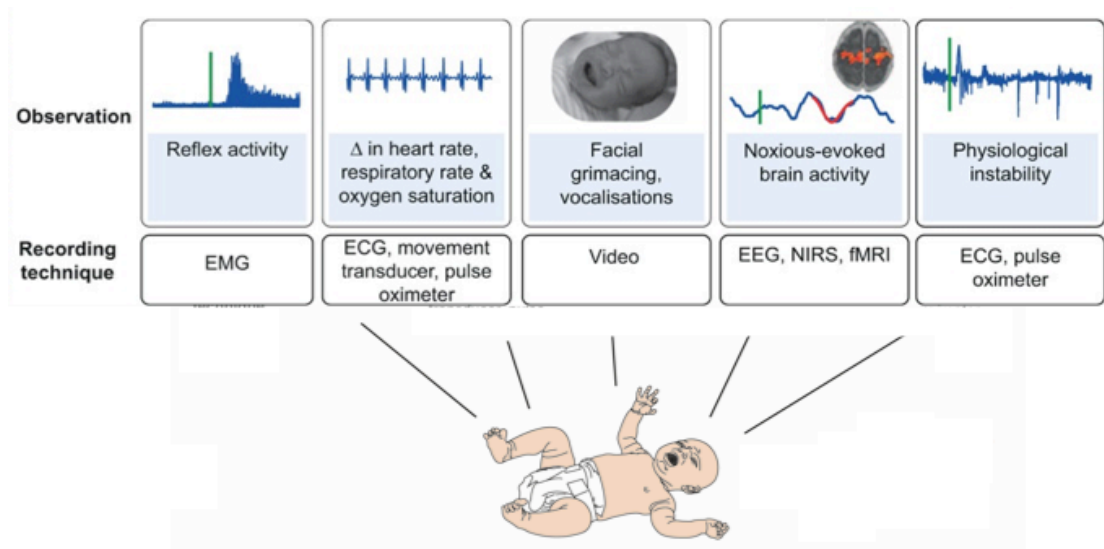 Observation
Reflex activity
Δ in heart rate,
respiratory rate &
oxygen saturation
Facial
grimacing,
vocalisations
Noxious-evoked
brain activity
Physiological
instability
Recording
technique
EMG
ECG, movement
transducer, pulse
oximeter
Video
EEG, NIRS, fMRI
ECG, pulse
oximeter